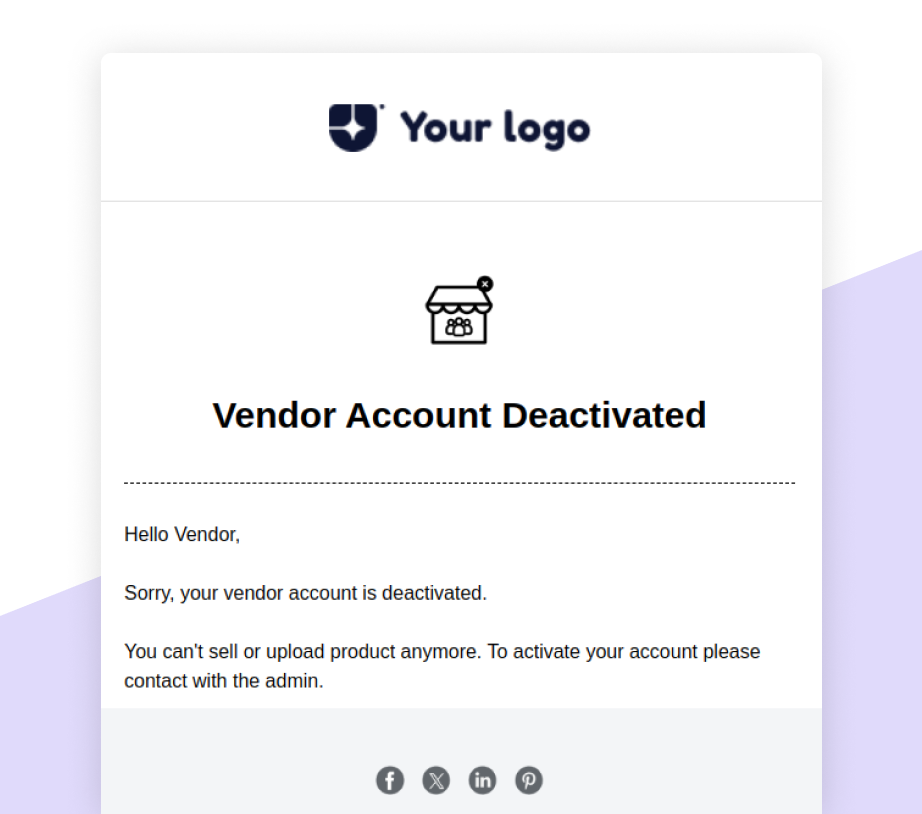 Your logo
Vendor Account Deactivated
Hello Vendor,
Sorry, your vendor account is deactivated.
You can't sell or upload product anymore. To activate your account please
contact with the admin.